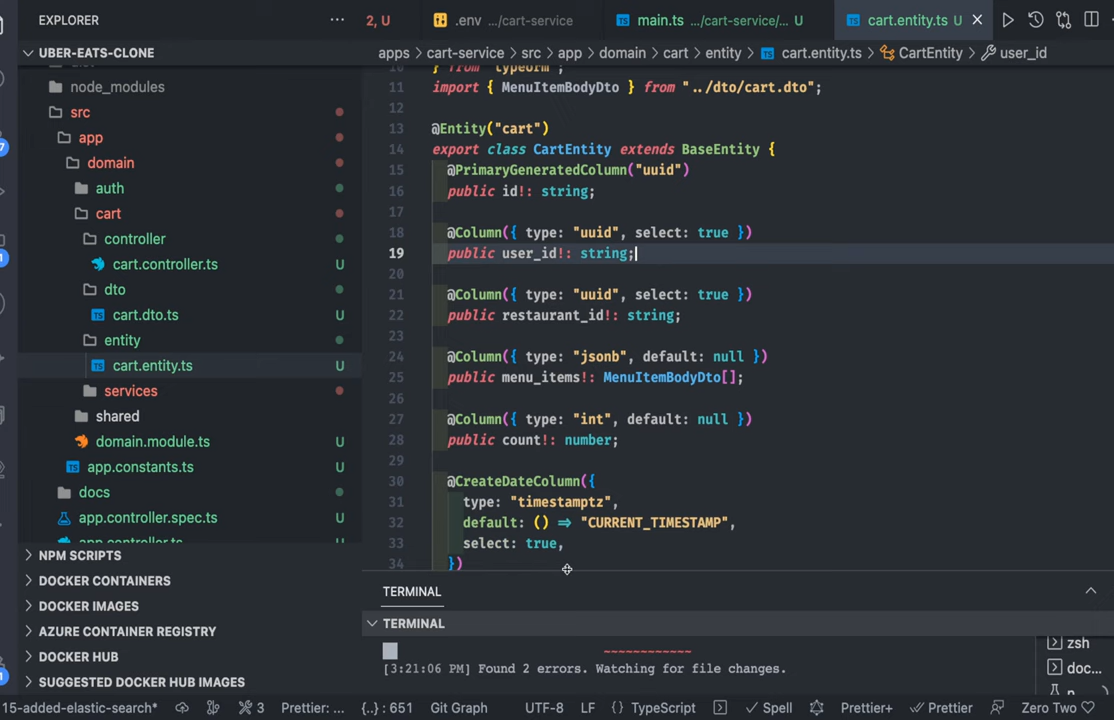 EXPLORER
UBER-EATS-CLONE
node_modules
src
app
domain
auth
cart
controller
cart.controller.ts U
dto
cart.dto.ts U
entity
cart.entity.ts U
services
shared
domain.module.ts U
app.constants.ts U
docs
app.controller.spec.ts U
NPM SCRIPTS
DOCKER CONTAINERS
DOCKER IMAGES
AZURE CONTAINER REGISTRY
DOCKER HUB
SUGGESTED DOCKER HUB IMAGES
2, U .env .../cart-service main.ts .../cart-service/... U cart.entity.ts U
apps > cart-service > src > app > domain > cart > entity > cart.entity.ts > CartEntity > user_id
11 import { MenuItemBodyDto } from "../dto/cart.dto";
12
13 @Entity("cart")
14 export class CartEntity extends BaseEntity {
15 @PrimaryGeneratedColumn("uuid")
16 public id!: string;
17
18 @Column({ type: "uuid", select: true })
19 public user_id!: string;
20
21 @Column({ type: "uuid", select: true })
22 public restaurant_id!: string;
23
24 @Column({ type: "jsonb", default: null })
25 public menu_items!: MenuItemBodyDto[];
26
27 @Column({ type: "int", default: null })
28 public count!: number;
29
30 @CreateDateColumn({
31 type: "timestamptz",
32 default: () => "CURRENT_TIMESTAMP",
33 select: true,
34 })
TERMINAL
TERMINAL
~~~~~~~~~~~~
[3:21:06 PM] Found 2 errors. Watching for file changes.
zsh
doc...
15-added-elastic-search* 3 Prettier: ... {..} : 651 Git Graph UTF-8 LF {} TypeScript Spell Prettier+ Prettier Zero Two